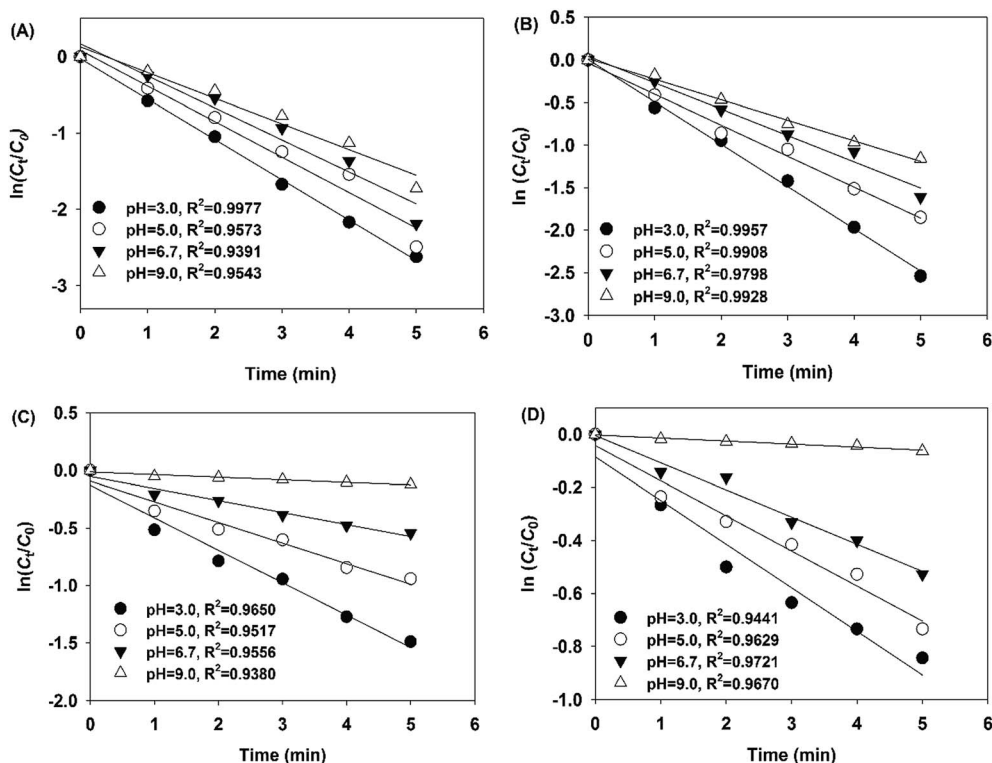 (A)
ln(Ct/C0)
0
-1
-2
-3
pH=3.0, R²=0.9977
pH=5.0, R²=0.9573
pH=6.7, R²=0.9391
pH=9.0, R²=0.9543
0 1 2 3 4 5 6
Time (min)
(B)
ln (Ct/C0)
0.5
0.0
-0.5
-1.0
-1.5
-2.0
-2.5
-3.0
pH=3.0, R²=0.9957
pH=5.0, R²=0.9908
pH=6.7, R²=0.9798
pH=9.0, R²=0.9928
0 1 2 3 4 5 6
Time (min)
(C)
ln(Ct/C0)
0.5
0.0
-0.5
-1.0
-1.5
-2.0
pH=3.0, R²=0.9650
pH=5.0, R²=0.9517
pH=6.7, R²=0.9556
pH=9.0, R²=0.9380
0 1 2 3 4 5 6
Time (min)
(D)
ln (Ct/C0)
0.0
-0.2
-0.4
-0.6
-0.8
-1.0
pH=3.0, R²=0.9441
pH=5.0, R²=0.9629
pH=6.7, R²=0.9721
pH=9.0, R²=0.9670
0 1 2 3 4 5 6
Time (min)